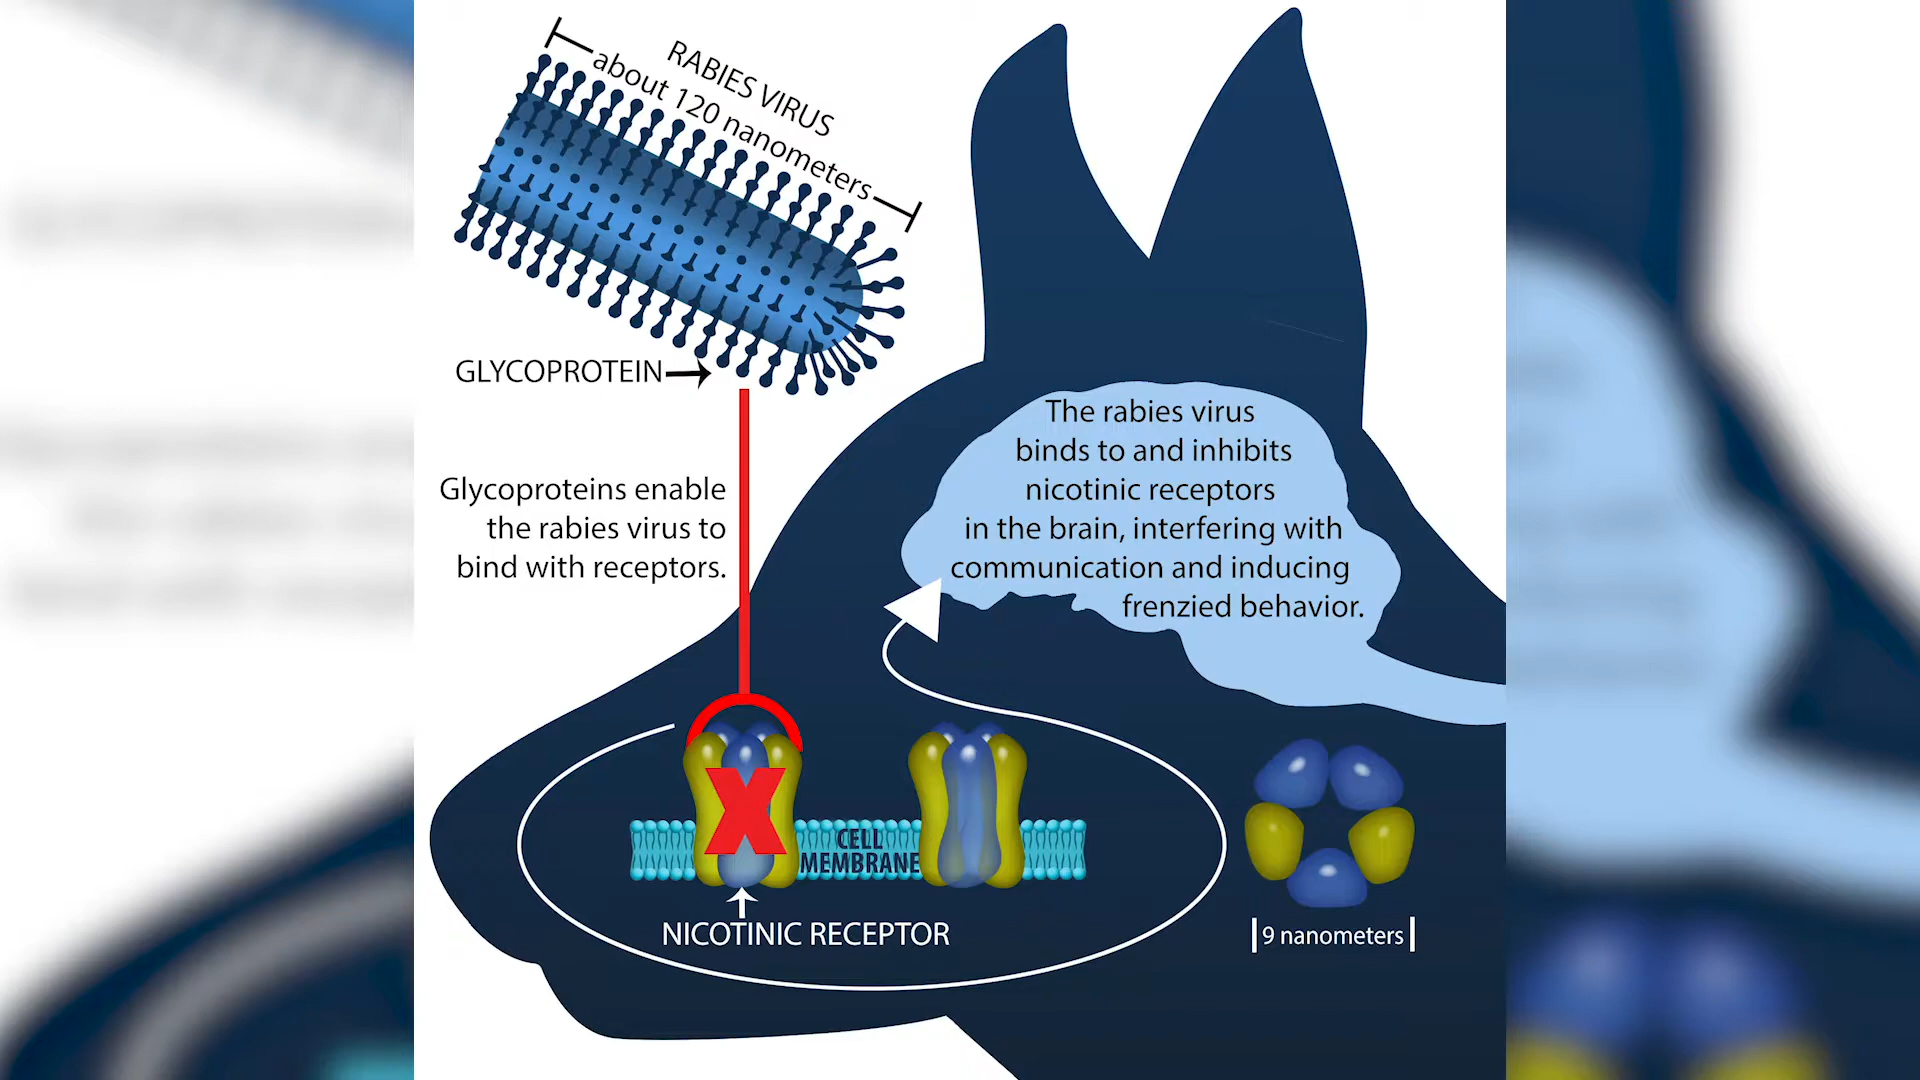 RABIES VIRUS
about 120 nanometers
GLYCOPROTEIN
Glycoproteins enable
the rabies virus to
bind with receptors.
The rabies virus
binds to and inhibits
nicotinic receptors
in the brain, interfering with
communication and inducing
frenzied behavior.
CELL
MEMBRANE
NICOTINIC RECEPTOR
9 nanometers